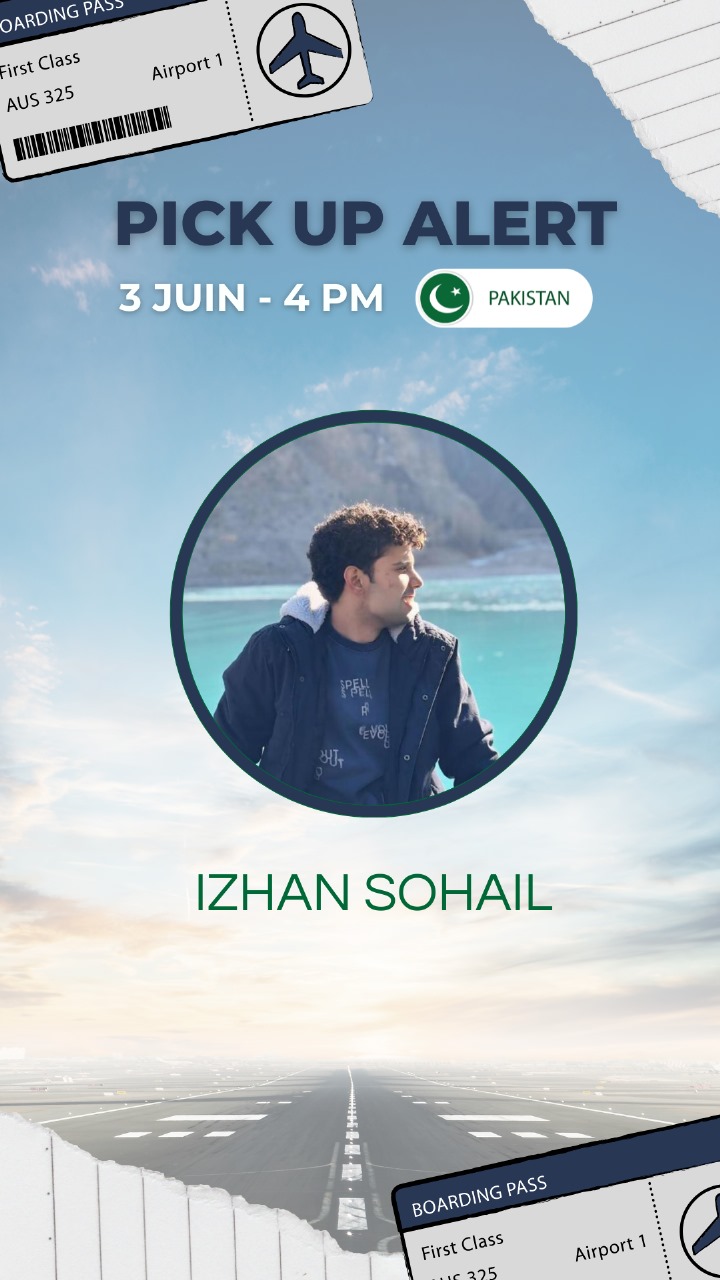 BOARDING PASS
First Class
Airport 1
AUS 325
PICK UP ALERT
3 JUIN - 4 PM
PAKISTAN
IZHAN SOHAIL
BOARDING PASS
First Class
Airport 1